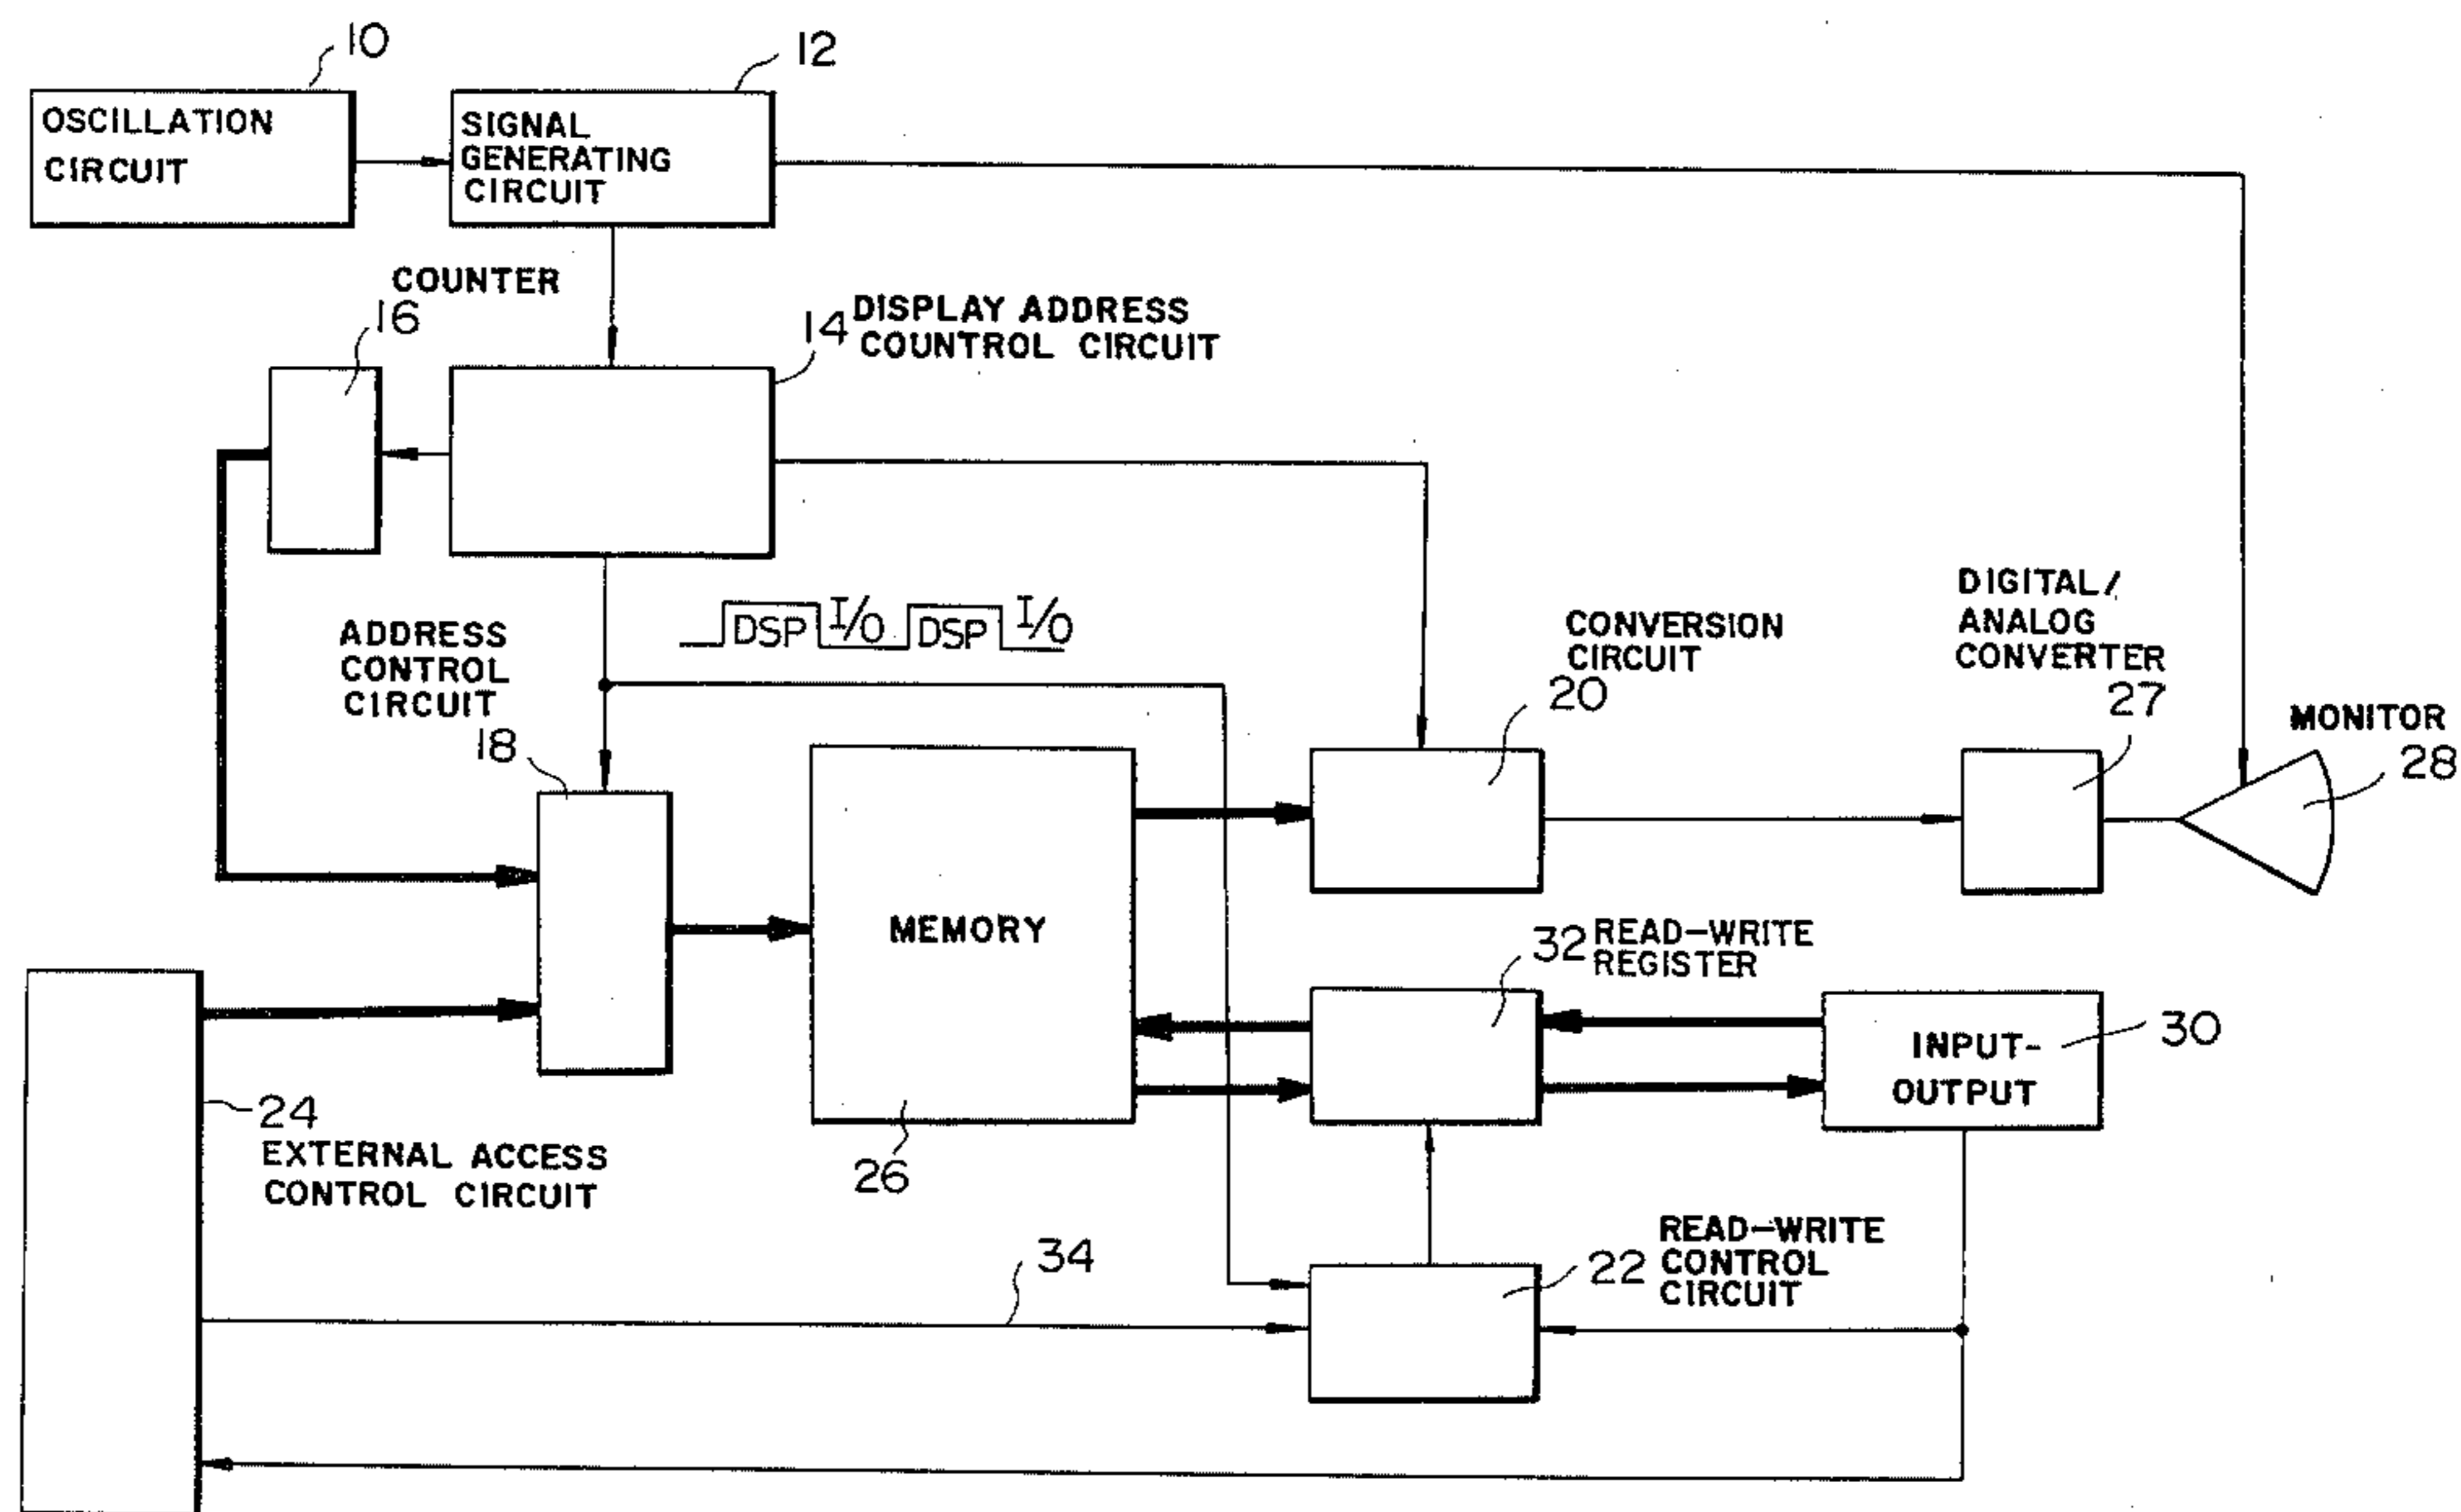 10
12
OSCILLATION
CIRCUIT
SIGNAL
GENERATING
CIRCUIT
COUNTER
16
14
DISPLAY ADDRESS
COUNTROL CIRCUIT
DSP I/O DSP I/O
ADDRESS
CONTROL
CIRCUIT
18
CONVERSION
CIRCUIT
20
DIGITAL/
ANALOG
CONVERTER
27
MONITOR
28
MEMORY
26
32 READ-WRITE
REGISTER
INPUT-
OUTPUT
30
24
EXTERNAL ACCESS
CONTROL CIRCUIT
34
22
READ-WRITE
CONTROL
CIRCUIT